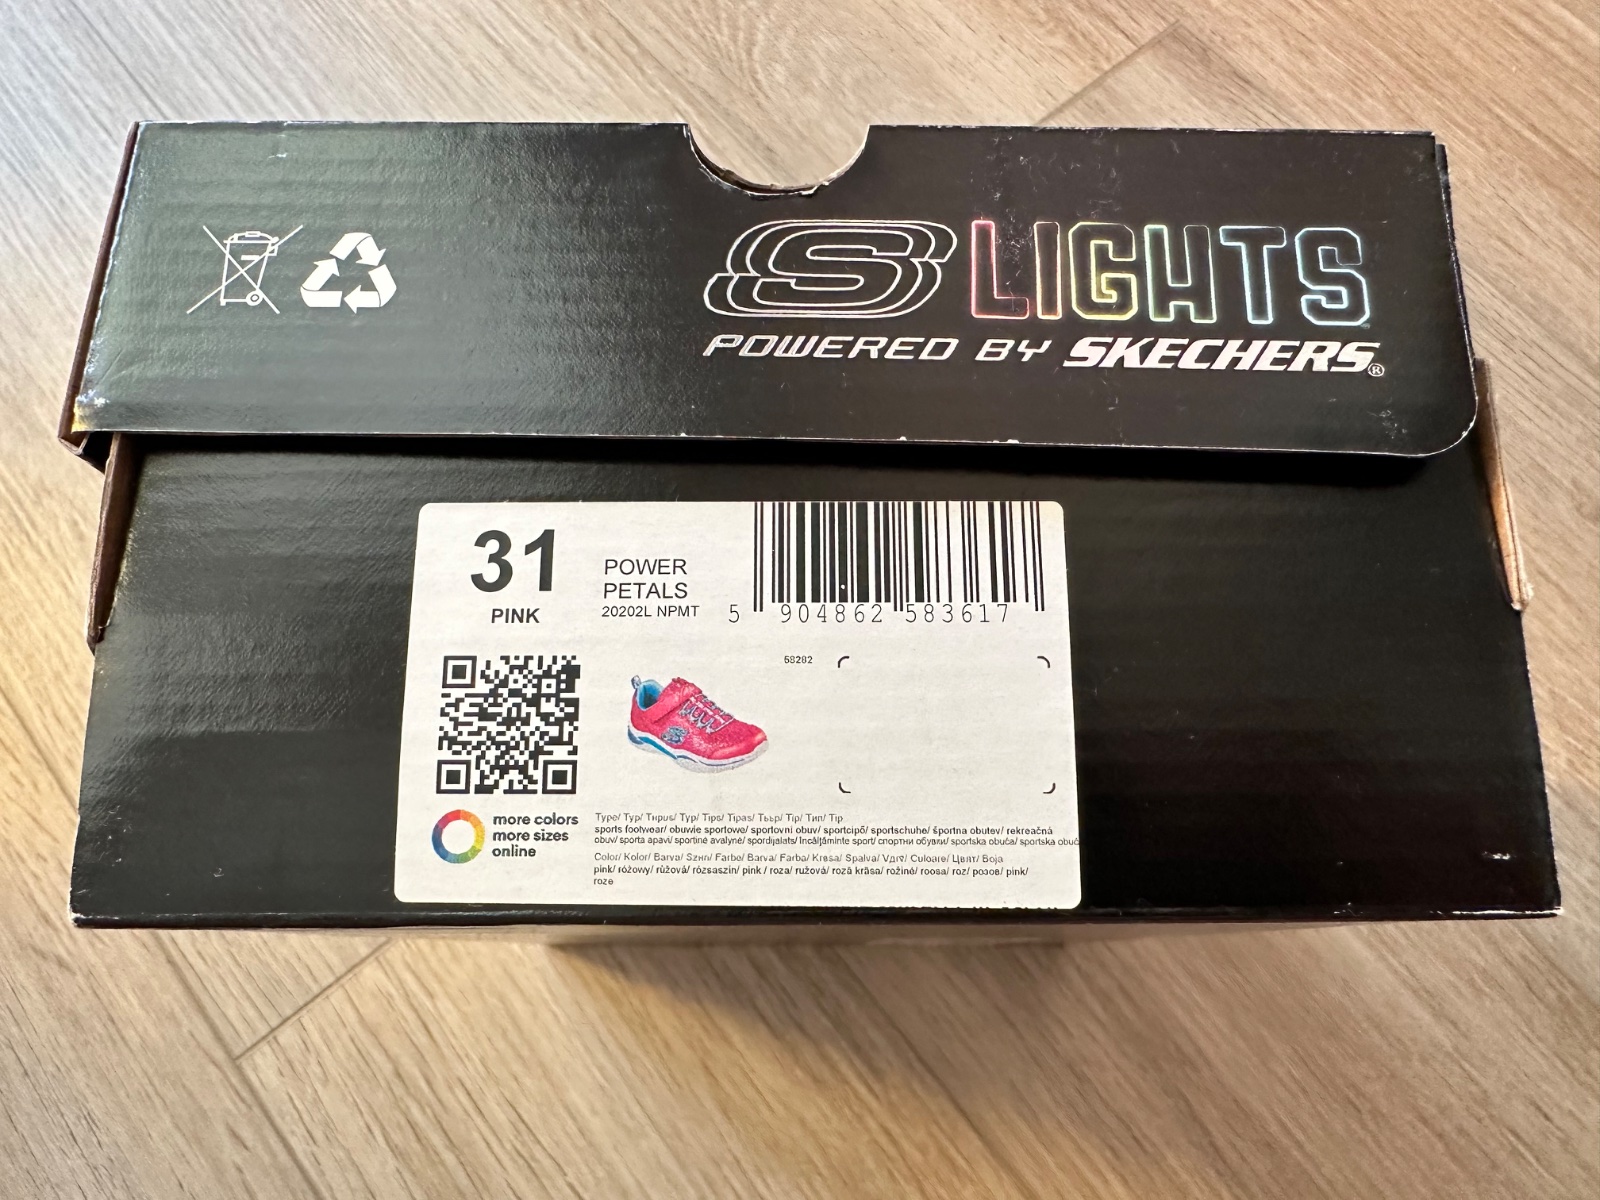 S LIGHTS
POWERED BY SKECHERS®
31
PINK
POWER
PETALS
20202L NPMT
5 904862 583617
58282
more colors
more sizes
online
Type/ Typ/ Typ/ Típus/ Typ/ Tips/ Tipas/ Tüüp/ Tip/ Тип/ Tip
sports footwear/ obuwie sportowe/ sportovní obuv/ sportcipő/ sportschuhe/ športna obutev/ rekreačná
obuv/ sporta apavi/ sportinė avalynė/ spordijalats/ încălțăminte sport/ спортни обувки/ sportska obuća/ sportska obuć
Color/ Kolor/ Barva/ Szín/ Farbe/ Barva/ Farba/ Krāsa/ Spalva/ Värv/ Culoare/ Цвят/ Boja
pink/ różowy/ růžová/ rózsaszín/ pink / roza/ ružová/ rozā krāsa/ rožinė/ roosa/ roz/ розов/ pink/
roze